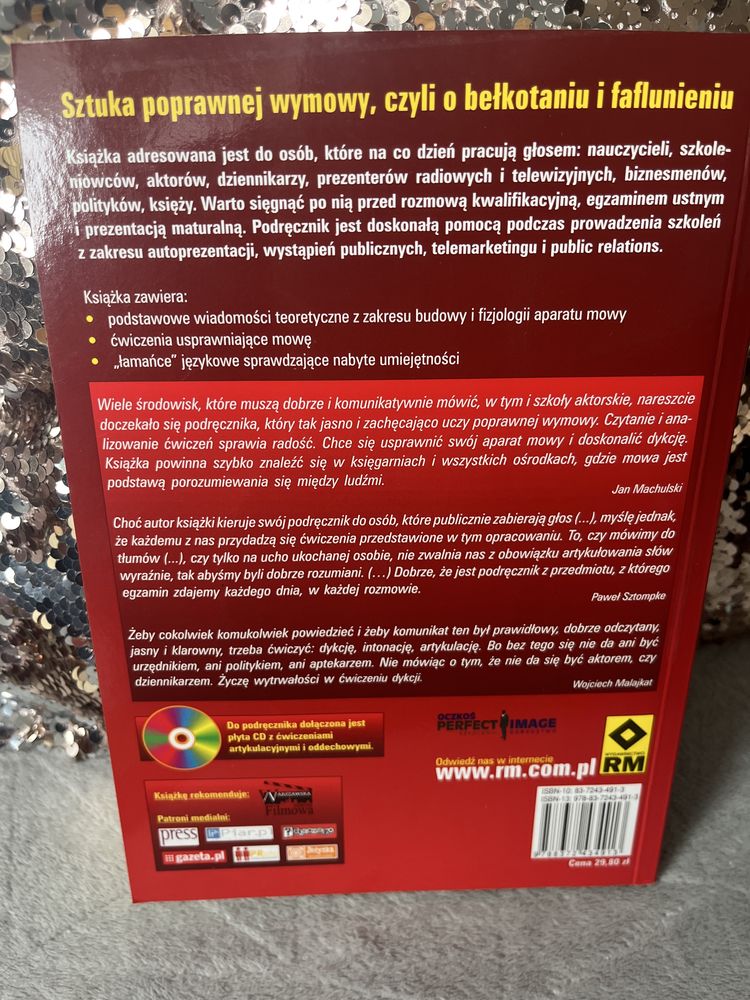 Sztuka poprawnej wymowy, czyli o bełkotaniu i faflunieniu
Książka adresowana jest do osób, które na co dzień pracują głosem: nauczycieli, szkole-
niowców, aktorów, dziennikarzy, prezenterów radiowych i telewizyjnych, biznesmenów,
polityków, księży. Warto sięgnąć po nią przed rozmową kwalifikacyjną, egzaminem ustnym
i prezentacją maturalną. Podręcznik jest doskonałą pomocą podczas prowadzenia szkoleń
z zakresu autoprezentacji, wystąpień publicznych, telemarketingu i public relations.
Książka zawiera:
• podstawowe wiadomości teoretyczne z zakresu budowy i fizjologii aparatu mowy
• ćwiczenia usprawniające mowę
• „łamańce” językowe sprawdzające nabyte umiejętności
Wiele środowisk, które muszą dobrze i komunikatywnie mówić, w tym i szkoły aktorskie, nareszcie
doczekało się podręcznika, który tak jasno i zachęcająco uczy poprawnej wymowy. Czytanie i ana-
lizowanie ćwiczeń sprawia radość. Chce się usprawnić swój aparat mowy i doskonalić dykcję.
Książka powinna szybko znaleźć się w księgarniach i wszystkich ośrodkach, gdzie mowa jest
podstawą porozumiewania się między ludźmi.
Jan Machulski
Choć autor książki kieruje swój podręcznik do osób, które publicznie zabierają głos (...), myślę jednak,
że każdemu z nas przydadzą się ćwiczenia przedstawione w tym opracowaniu. To, czy mówimy do
tłumów (...), czy tylko na ucho ukochanej osobie, nie zwalnia nas z obowiązku artykułowania słów
wyraźnie, tak abyśmy byli dobrze rozumiani. (...) Dobrze, że jest podręcznik z przedmiotu, z którego
egzamin zdajemy każdego dnia, w każdej rozmowie.
Paweł Sztompke
Żeby cokolwiek komukolwiek powiedzieć i żeby komunikat ten był prawidłowy, dobrze odczytany,
jasny i klarowny, trzeba ćwiczyć: dykcję, intonację, artykulację. Bo bez tego się nie da ani być
urzędnikiem, ani politykiem, ani aptekarzem. Nie mówiąc o tym, że nie da się być aktorem, czy
dziennikarzem. Życzę wytrwałości w ćwiczeniu dykcji.
Wojciech Malajkat
Do podręcznika dołączona jest
płyta CD z ćwiczeniami
artykulacyjnymi i oddechowymi.
OCZKOŚ
PERFECT IMAGE
WYDAWNICTWO
RM
Odwiedź nas w internecie
www.rm.com.pl
Książkę rekomenduje:
WARSZAWSKA
Filmowa
Patroni medialni:
press
Piar.pl
gazeta.pl
PR
ISBN-10: 83-7243-491-3
ISBN-13: 978-83-7243-491-3
9 788372 434913
Cena 29,80 zł